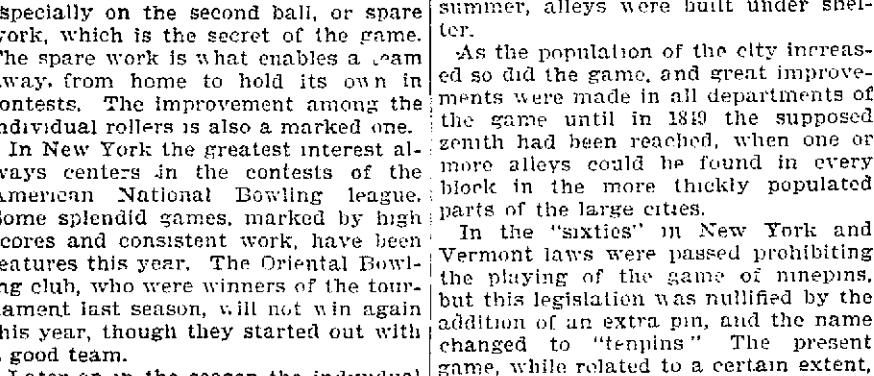 specially on the second ball, or spare
work, which is the secret of the game.
The spare work is what enables a team
away. from home to hold its own in
contests. The improvement among the
individual rollers is also a marked one.
In New York the greatest interest al-
ways centers in the contests of the
American National Bowling league.
Some splendid games, marked by high
scores and consistent work, have been
features this year. The Oriental Bowl-
ing club, who were winners of the tour-
nament last season, will not win again
this year, though they started out with
a good team.
Later on in the season the individual
summer, alleys were built under shel-
ter.
As the population of the city increas-
ed so did the game, and great improve-
ments were made in all departments of
the game until in 1849 the supposed
zenith had been reached, when one or
more alleys could be found in every
block in the more thickly populated
parts of the large cities.
In the "sixties" in New York and
Vermont laws were passed prohibiting
the playing of the game of ninepins,
but this legislation was nullified by the
addition of an extra pin, and the name
changed to "tenpins" The present
game, while related to a certain extent,